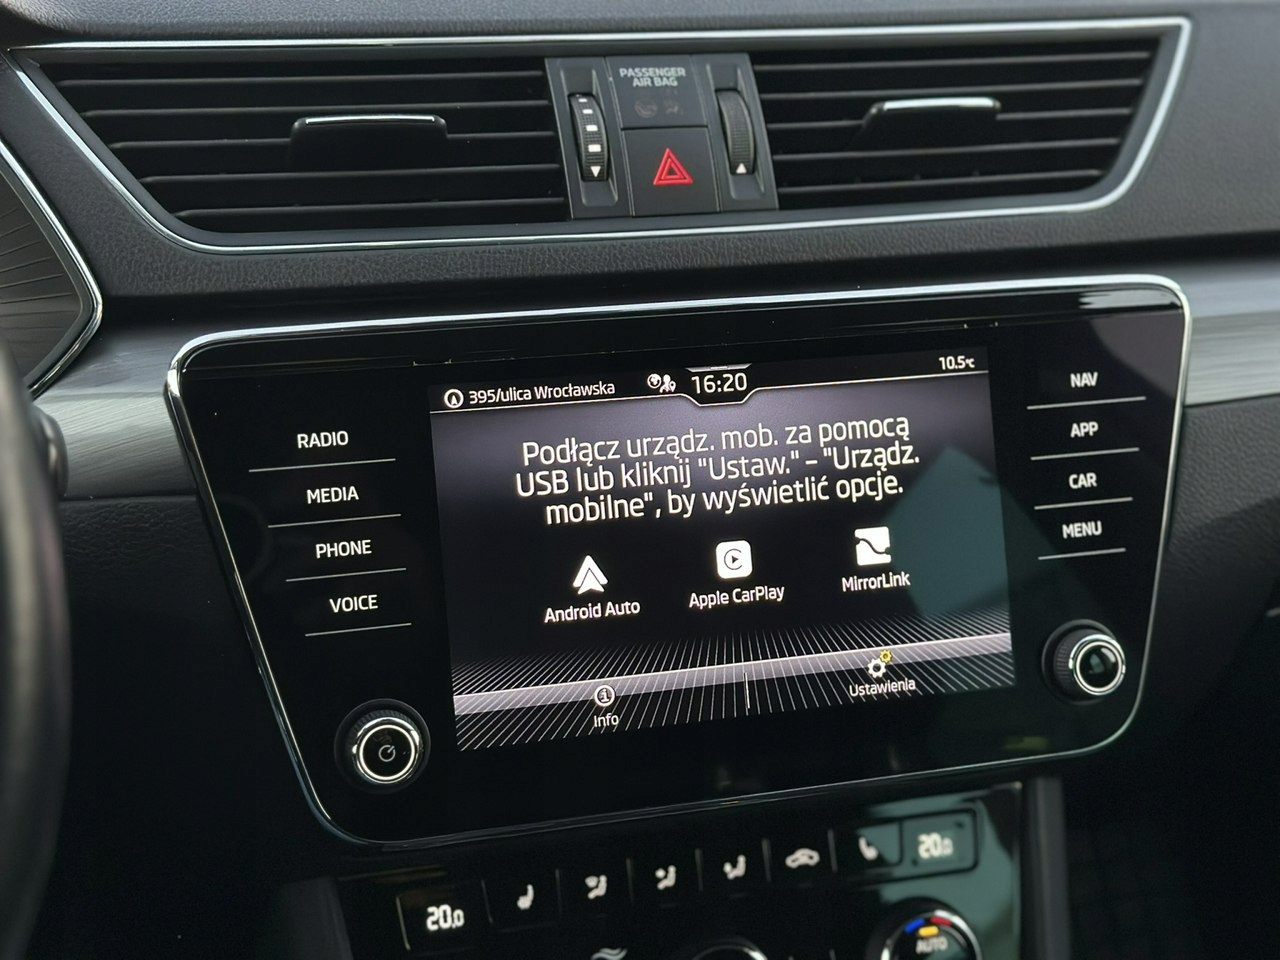 PASSENGER
AIR BAG
395/ulica Wrocławska
16:20
10.5°C
RADIO
MEDIA
PHONE
VOICE
Podłącz urządz. mob. za pomocą
USB lub kliknij "Ustaw." – "Urządz.
mobilne", by wyświetlić opcje.
Android Auto
Apple CarPlay
MirrorLink
Info
Ustawienia
NAV
APP
CAR
MENU
20.0
20.0
AUTO